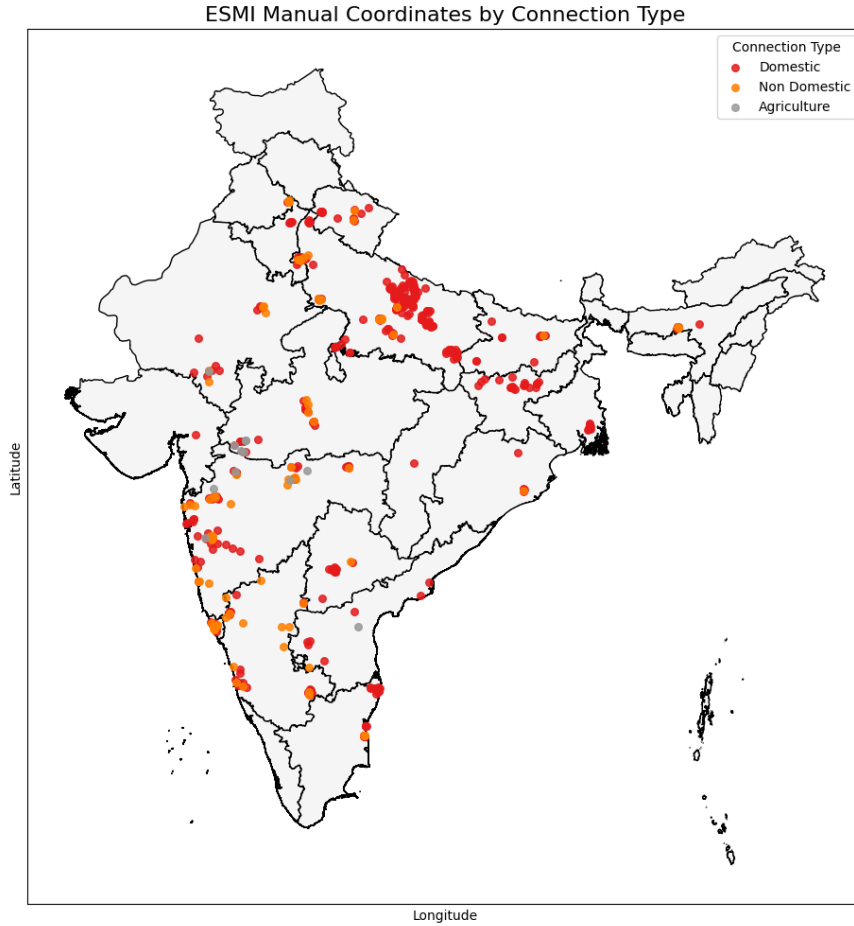 ESMI Manual Coordinates by Connection Type
Connection Type
Domestic
Non Domestic
Agriculture
Latitude
Longitude